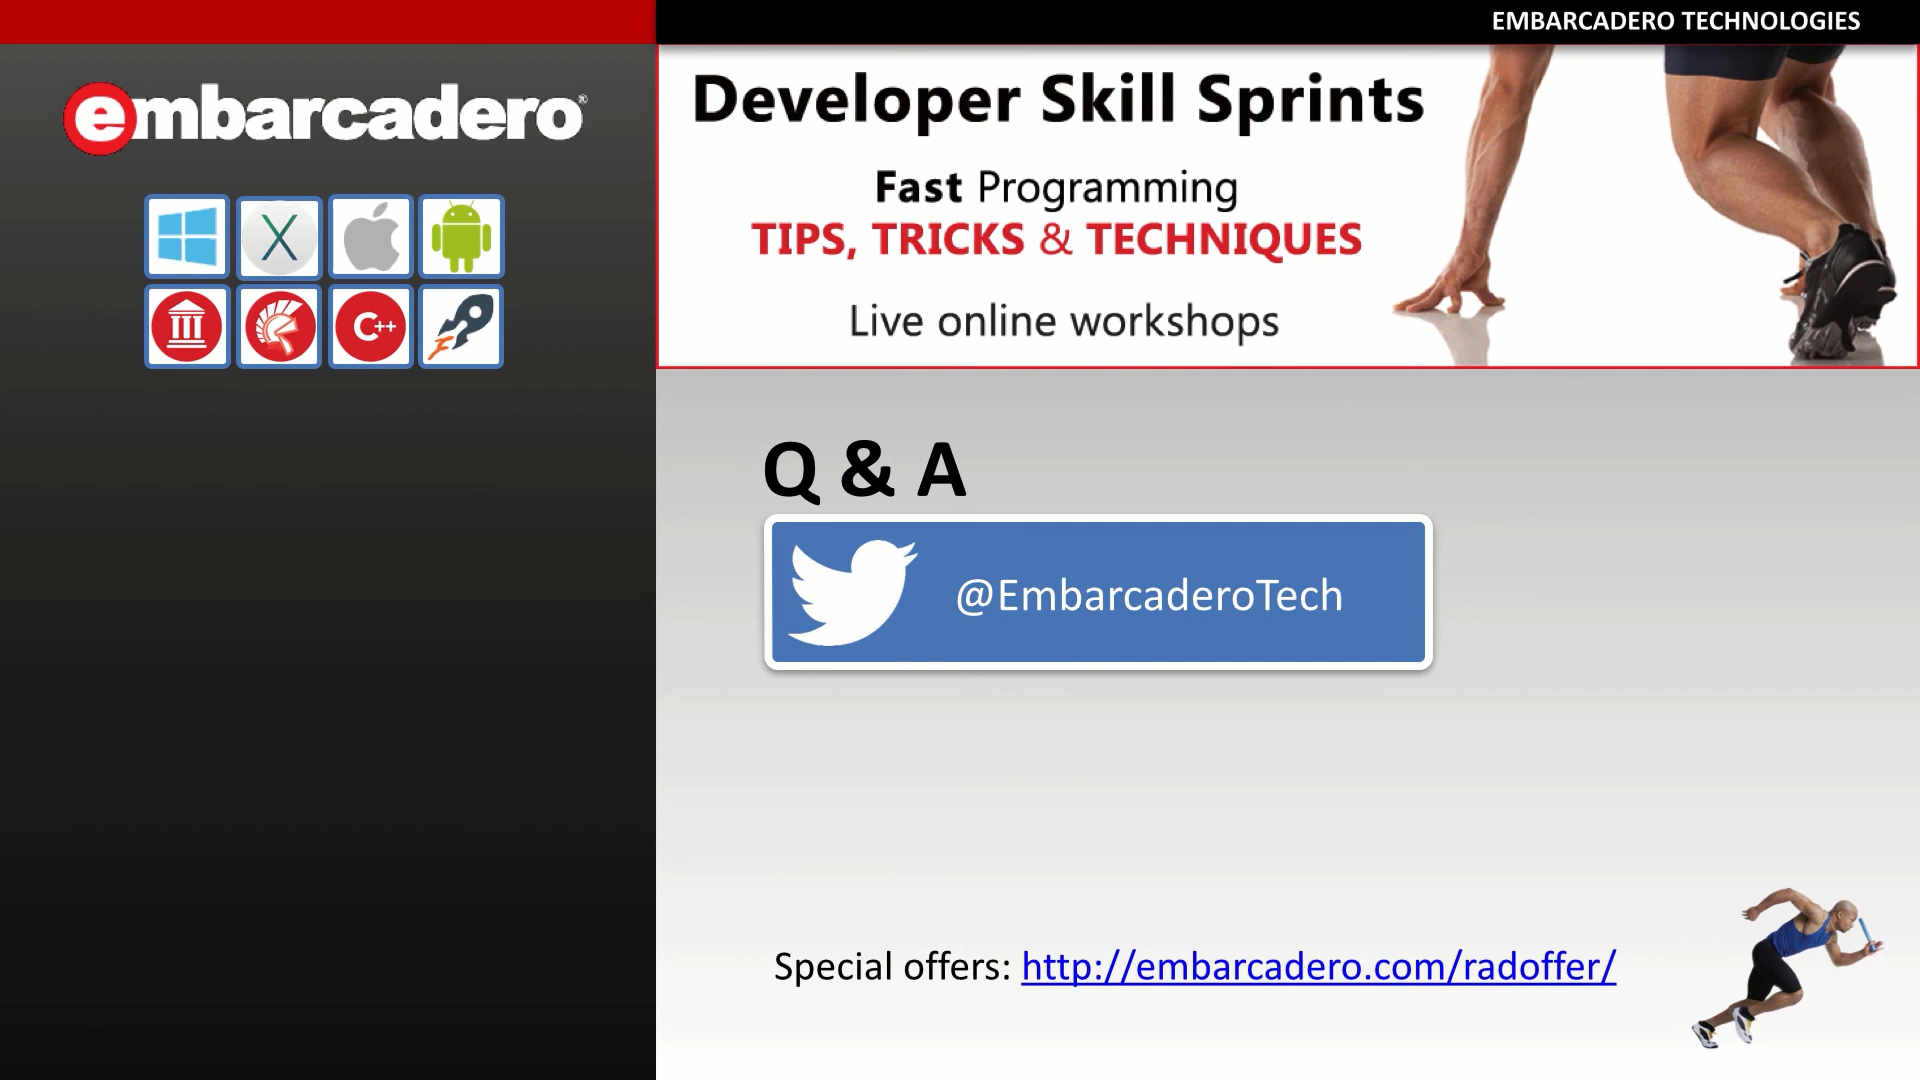 EMBARCADERO TECHNOLOGIES
embarcadero®
Developer Skill Sprints
Fast Programming
TIPS, TRICKS & TECHNIQUES
Live online workshops
X
C++
Q & A
@EmbarcaderoTech
Special offers: http://embarcadero.com/radoffer/